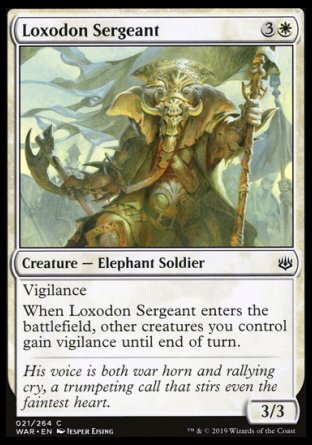 Loxodon Sergeant 3
Creature — Elephant Soldier
Vigilance
When Loxodon Sergeant enters the
battlefield, other creatures you control
gain vigilance until end of turn.
His voice is both war horn and rallying
cry, a trumpeting call that stirs even the
faintest heart.
3/3
021/264 C
WAR • EN Jesper Ejsing
™ & © 2019 Wizards of the Coast